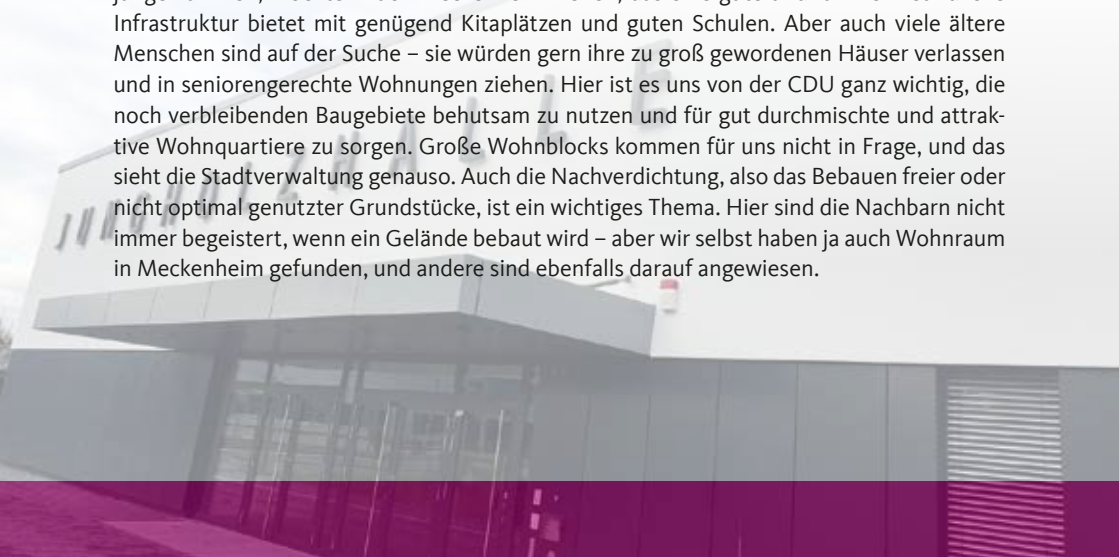 Infrastruktur bietet mit genügend Kitaplätzen und guten Schulen. Aber auch viele ältere
Menschen sind auf der Suche – sie würden gern ihre zu groß gewordenen Häuser verlassen
und in seniorengerechte Wohnungen ziehen. Hier ist es uns von der CDU ganz wichtig, die
noch verbleibenden Baugebiete behutsam zu nutzen und für gut durchmischte und attrak-
tive Wohnquartiere zu sorgen. Große Wohnblocks kommen für uns nicht in Frage, und das
sieht die Stadtverwaltung genauso. Auch die Nachverdichtung, also das Bebauen freier oder
nicht optimal genutzter Grundstücke, ist ein wichtiges Thema. Hier sind die Nachbarn nicht
immer begeistert, wenn ein Gelände bebaut wird – aber wir selbst haben ja auch Wohnraum
in Meckenheim gefunden, und andere sind ebenfalls darauf angewiesen.
JUNGHOLZHALLE